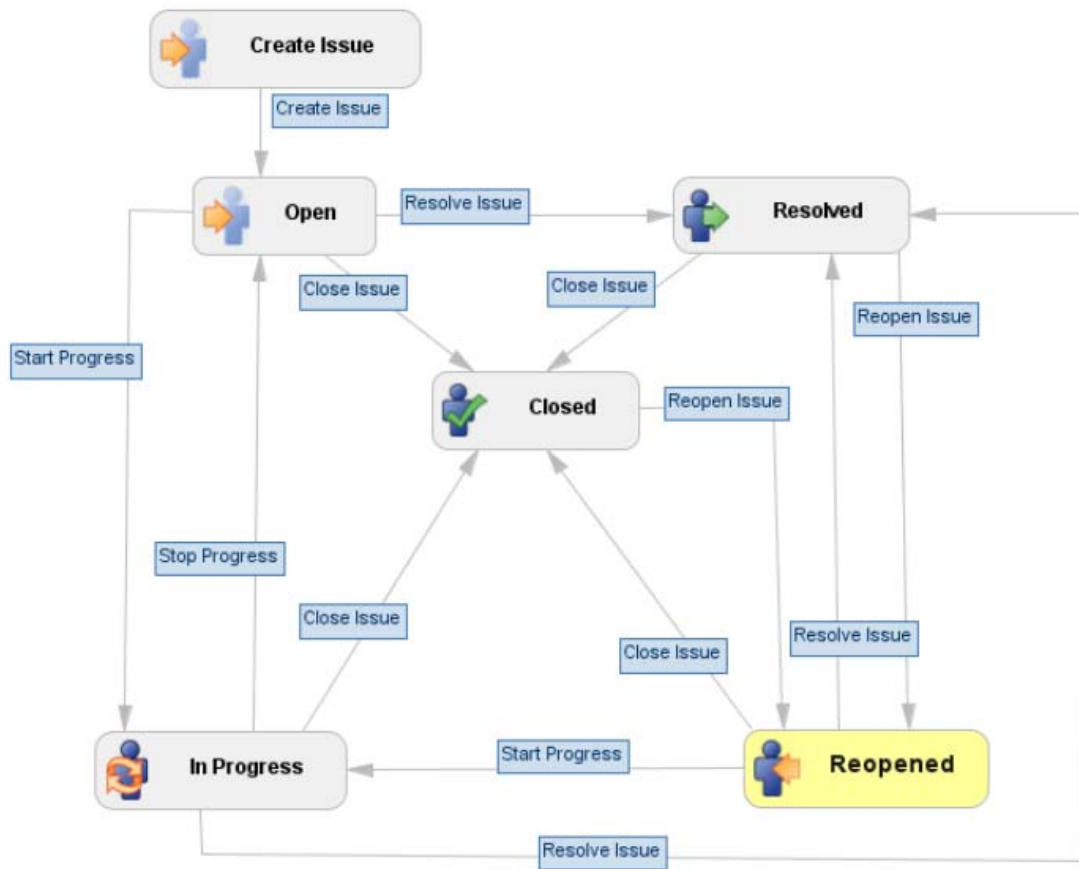 Create Issue
Create Issue
Open
Resolve Issue
Resolved
Close Issue
Close Issue
Reopen Issue
Start Progress
Closed
Reopen Issue
Stop Progress
Close Issue
Close Issue
Resolve Issue
In Progress
Start Progress
Reopened
Resolve Issue